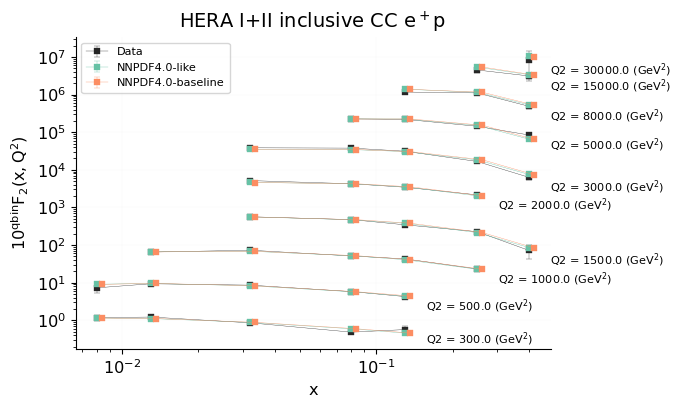 HERA I+II inclusive CC e⁺p
Data
NNPDF4.0-like
NNPDF4.0-baseline
10⁷
10⁶
10⁵
10⁴
10³
10²
10¹
10⁰
10^qbin F₂(x, Q²)
Q2 = 30000.0 (GeV²)
Q2 = 15000.0 (GeV²)
Q2 = 8000.0 (GeV²)
Q2 = 5000.0 (GeV²)
Q2 = 3000.0 (GeV²)
Q2 = 2000.0 (GeV²)
Q2 = 1500.0 (GeV²)
Q2 = 1000.0 (GeV²)
Q2 = 500.0 (GeV²)
Q2 = 300.0 (GeV²)
10⁻²
10⁻¹
x